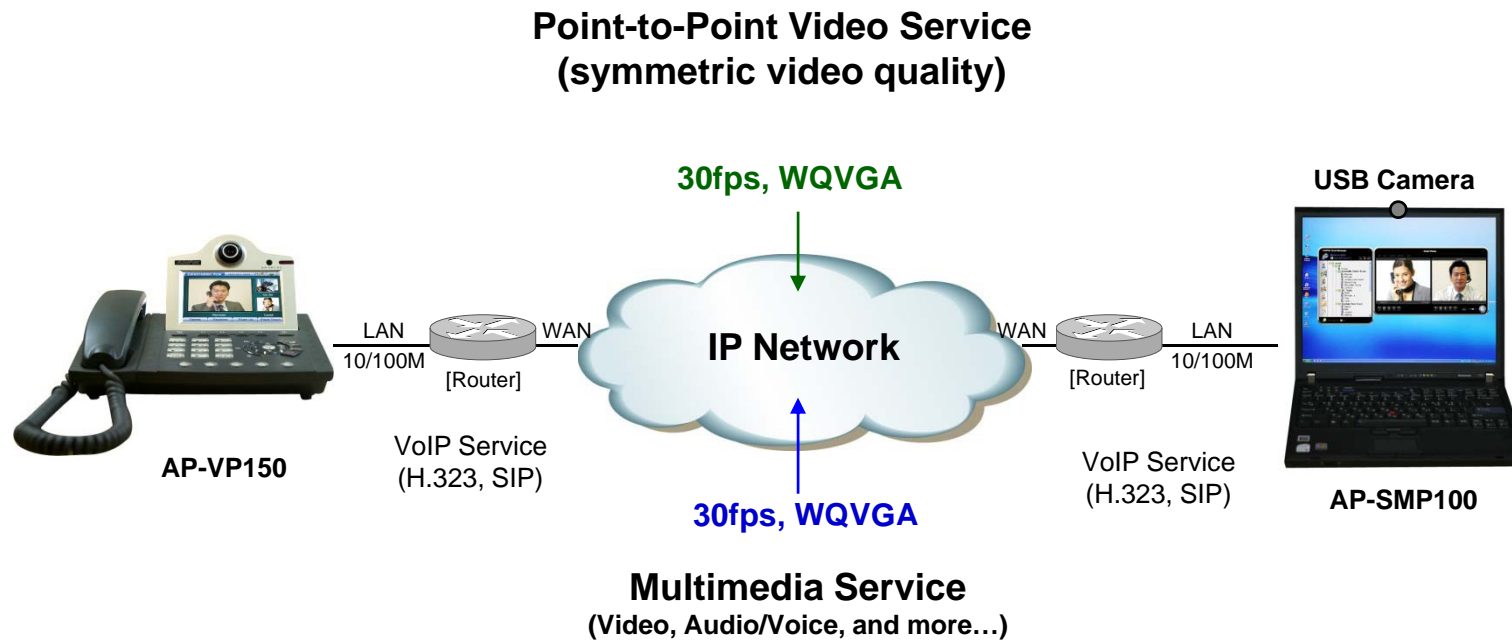 Point-to-Point Video Service
(symmetric video quality)
30fps, WQVGA
USB Camera
LAN
10/100M
WAN
[Router]
IP Network
WAN
LAN
10/100M
[Router]
AP-VP150
VoIP Service
(H.323, SIP)
VoIP Service
(H.323, SIP)
AP-SMP100
30fps, WQVGA
Multimedia Service
(Video, Audio/Voice, and more…)